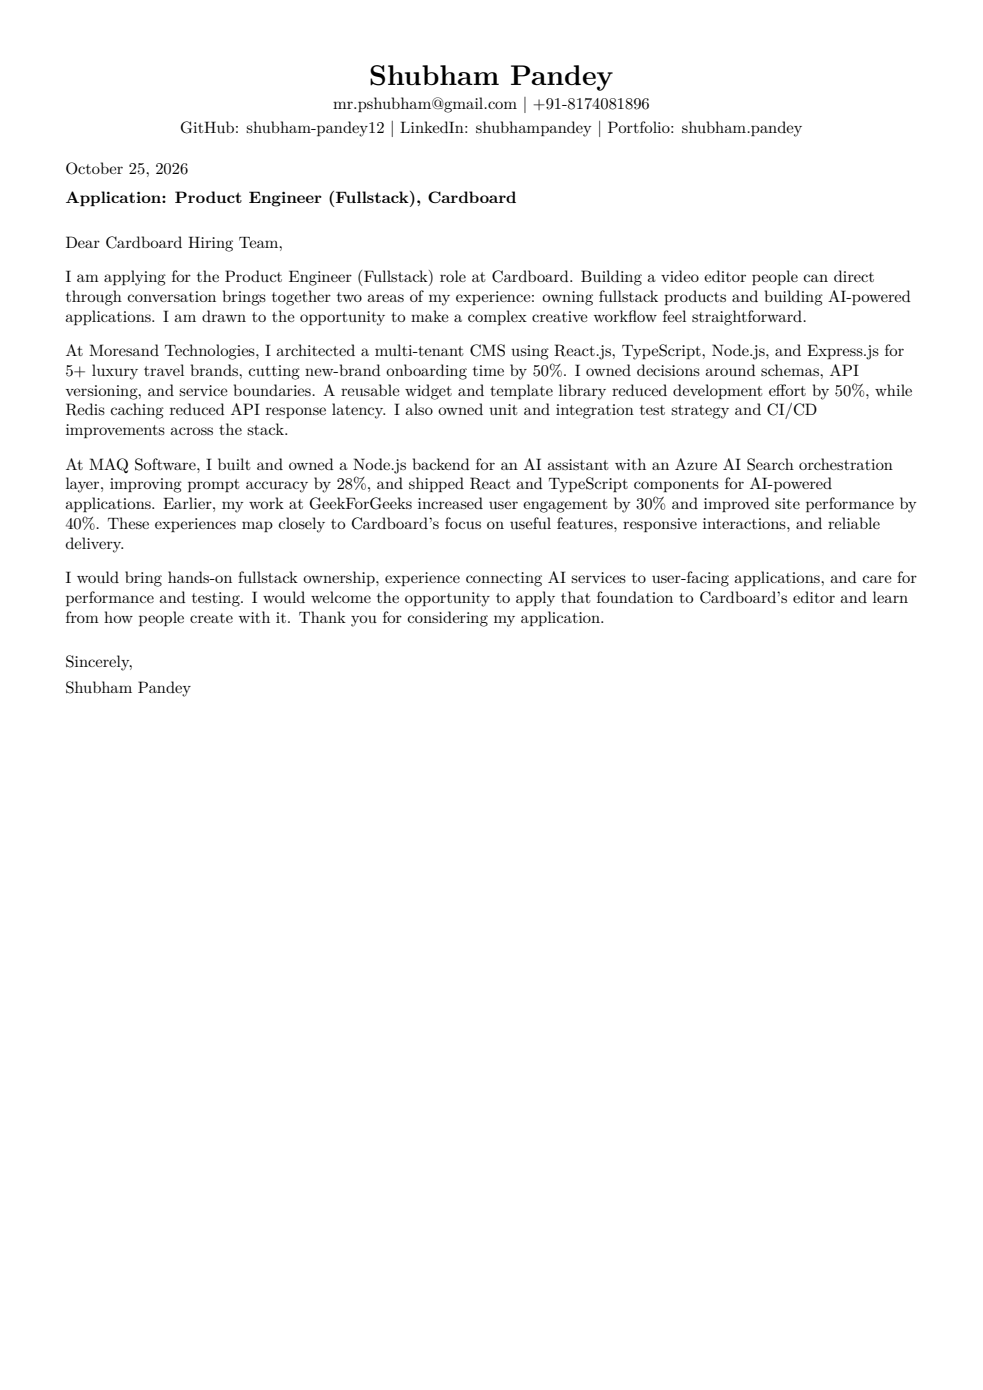 Shubham Pandey
mr.pshubham@gmail.com | +91-8174081896
GitHub: shubham-pandey12 | LinkedIn: shubhampandey | Portfolio: shubham.pandey
October 25, 2026
Application: Product Engineer (Fullstack), Cardboard
Dear Cardboard Hiring Team,
I am applying for the Product Engineer (Fullstack) role at Cardboard. Building a video editor people can direct
through conversation brings together two areas of my experience: owning fullstack products and building AI-powered
applications. I am drawn to the opportunity to make a complex creative workflow feel straightforward.
At Moresand Technologies, I architected a multi-tenant CMS using React.js, TypeScript, Node.js, and Express.js for
5+ luxury travel brands, cutting new-brand onboarding time by 50%. I owned decisions around schemas, API
versioning, and service boundaries. A reusable widget and template library reduced development effort by 50%, while
Redis caching reduced API response latency. I also owned unit and integration test strategy and CI/CD
improvements across the stack.
At MAQ Software, I built and owned a Node.js backend for an AI assistant with an Azure AI Search orchestration
layer, improving prompt accuracy by 28%, and shipped React and TypeScript components for AI-powered
applications. Earlier, my work at GeekForGeeks increased user engagement by 30% and improved site performance by
40%. These experiences map closely to Cardboard's focus on useful features, responsive interactions, and reliable
delivery.
I would bring hands-on fullstack ownership, experience connecting AI services to user-facing applications, and care for
performance and testing. I would welcome the opportunity to apply that foundation to Cardboard's editor and learn
from how people create with it. Thank you for considering my application.
Sincerely,
Shubham Pandey